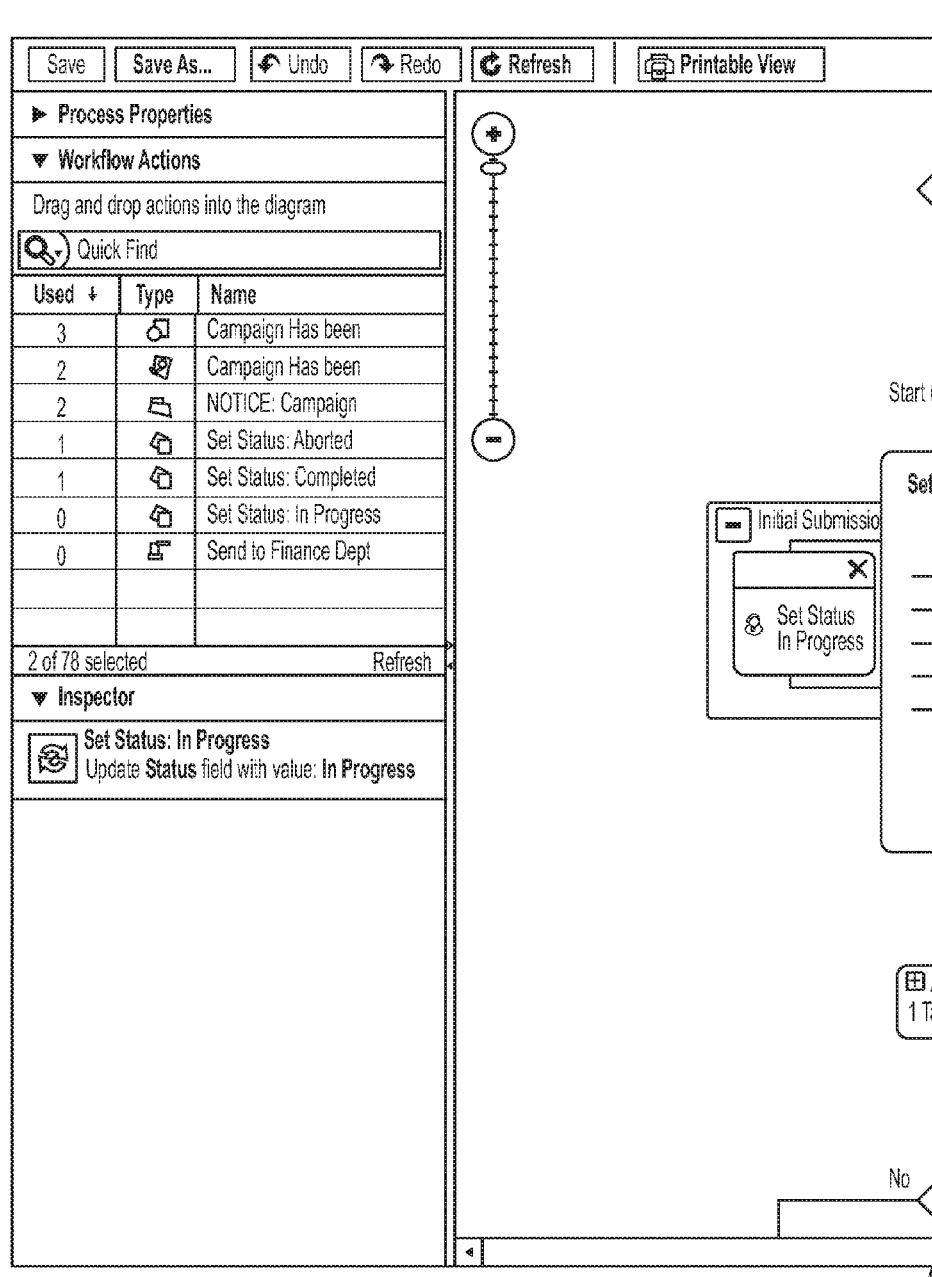 Save Save As... Undo Redo Refresh Printable View
Process Properties
Workflow Actions
Drag and drop actions into the diagram
Quick Find
Used Type Name
3 Campaign Has been
2 Campaign Has been
2 NOTICE: Campaign
1 Set Status: Aborted
1 Set Status: Completed
0 Set Status: In Progress
0 Send to Finance Dept
2 of 78 selected Refresh
Inspector
Set Status: In Progress
Update Status field with value: In Progress
Start
Set
Initial Submissio
Set Status
In Progress
1
No